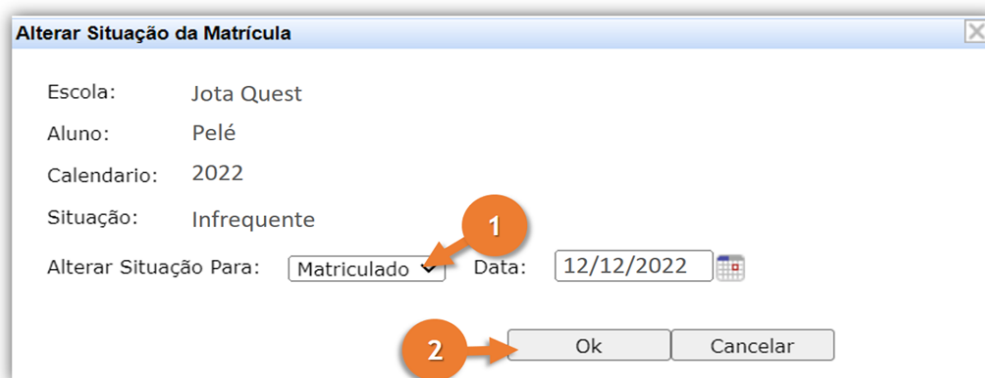 Alterar Situação da Matrícula
Escola: Jota Quest
Aluno: Pelé
Calendario: 2022
Situação: Infrequente
1
Alterar Situação Para: Matriculado Data: 12/12/2022
2 Ok Cancelar